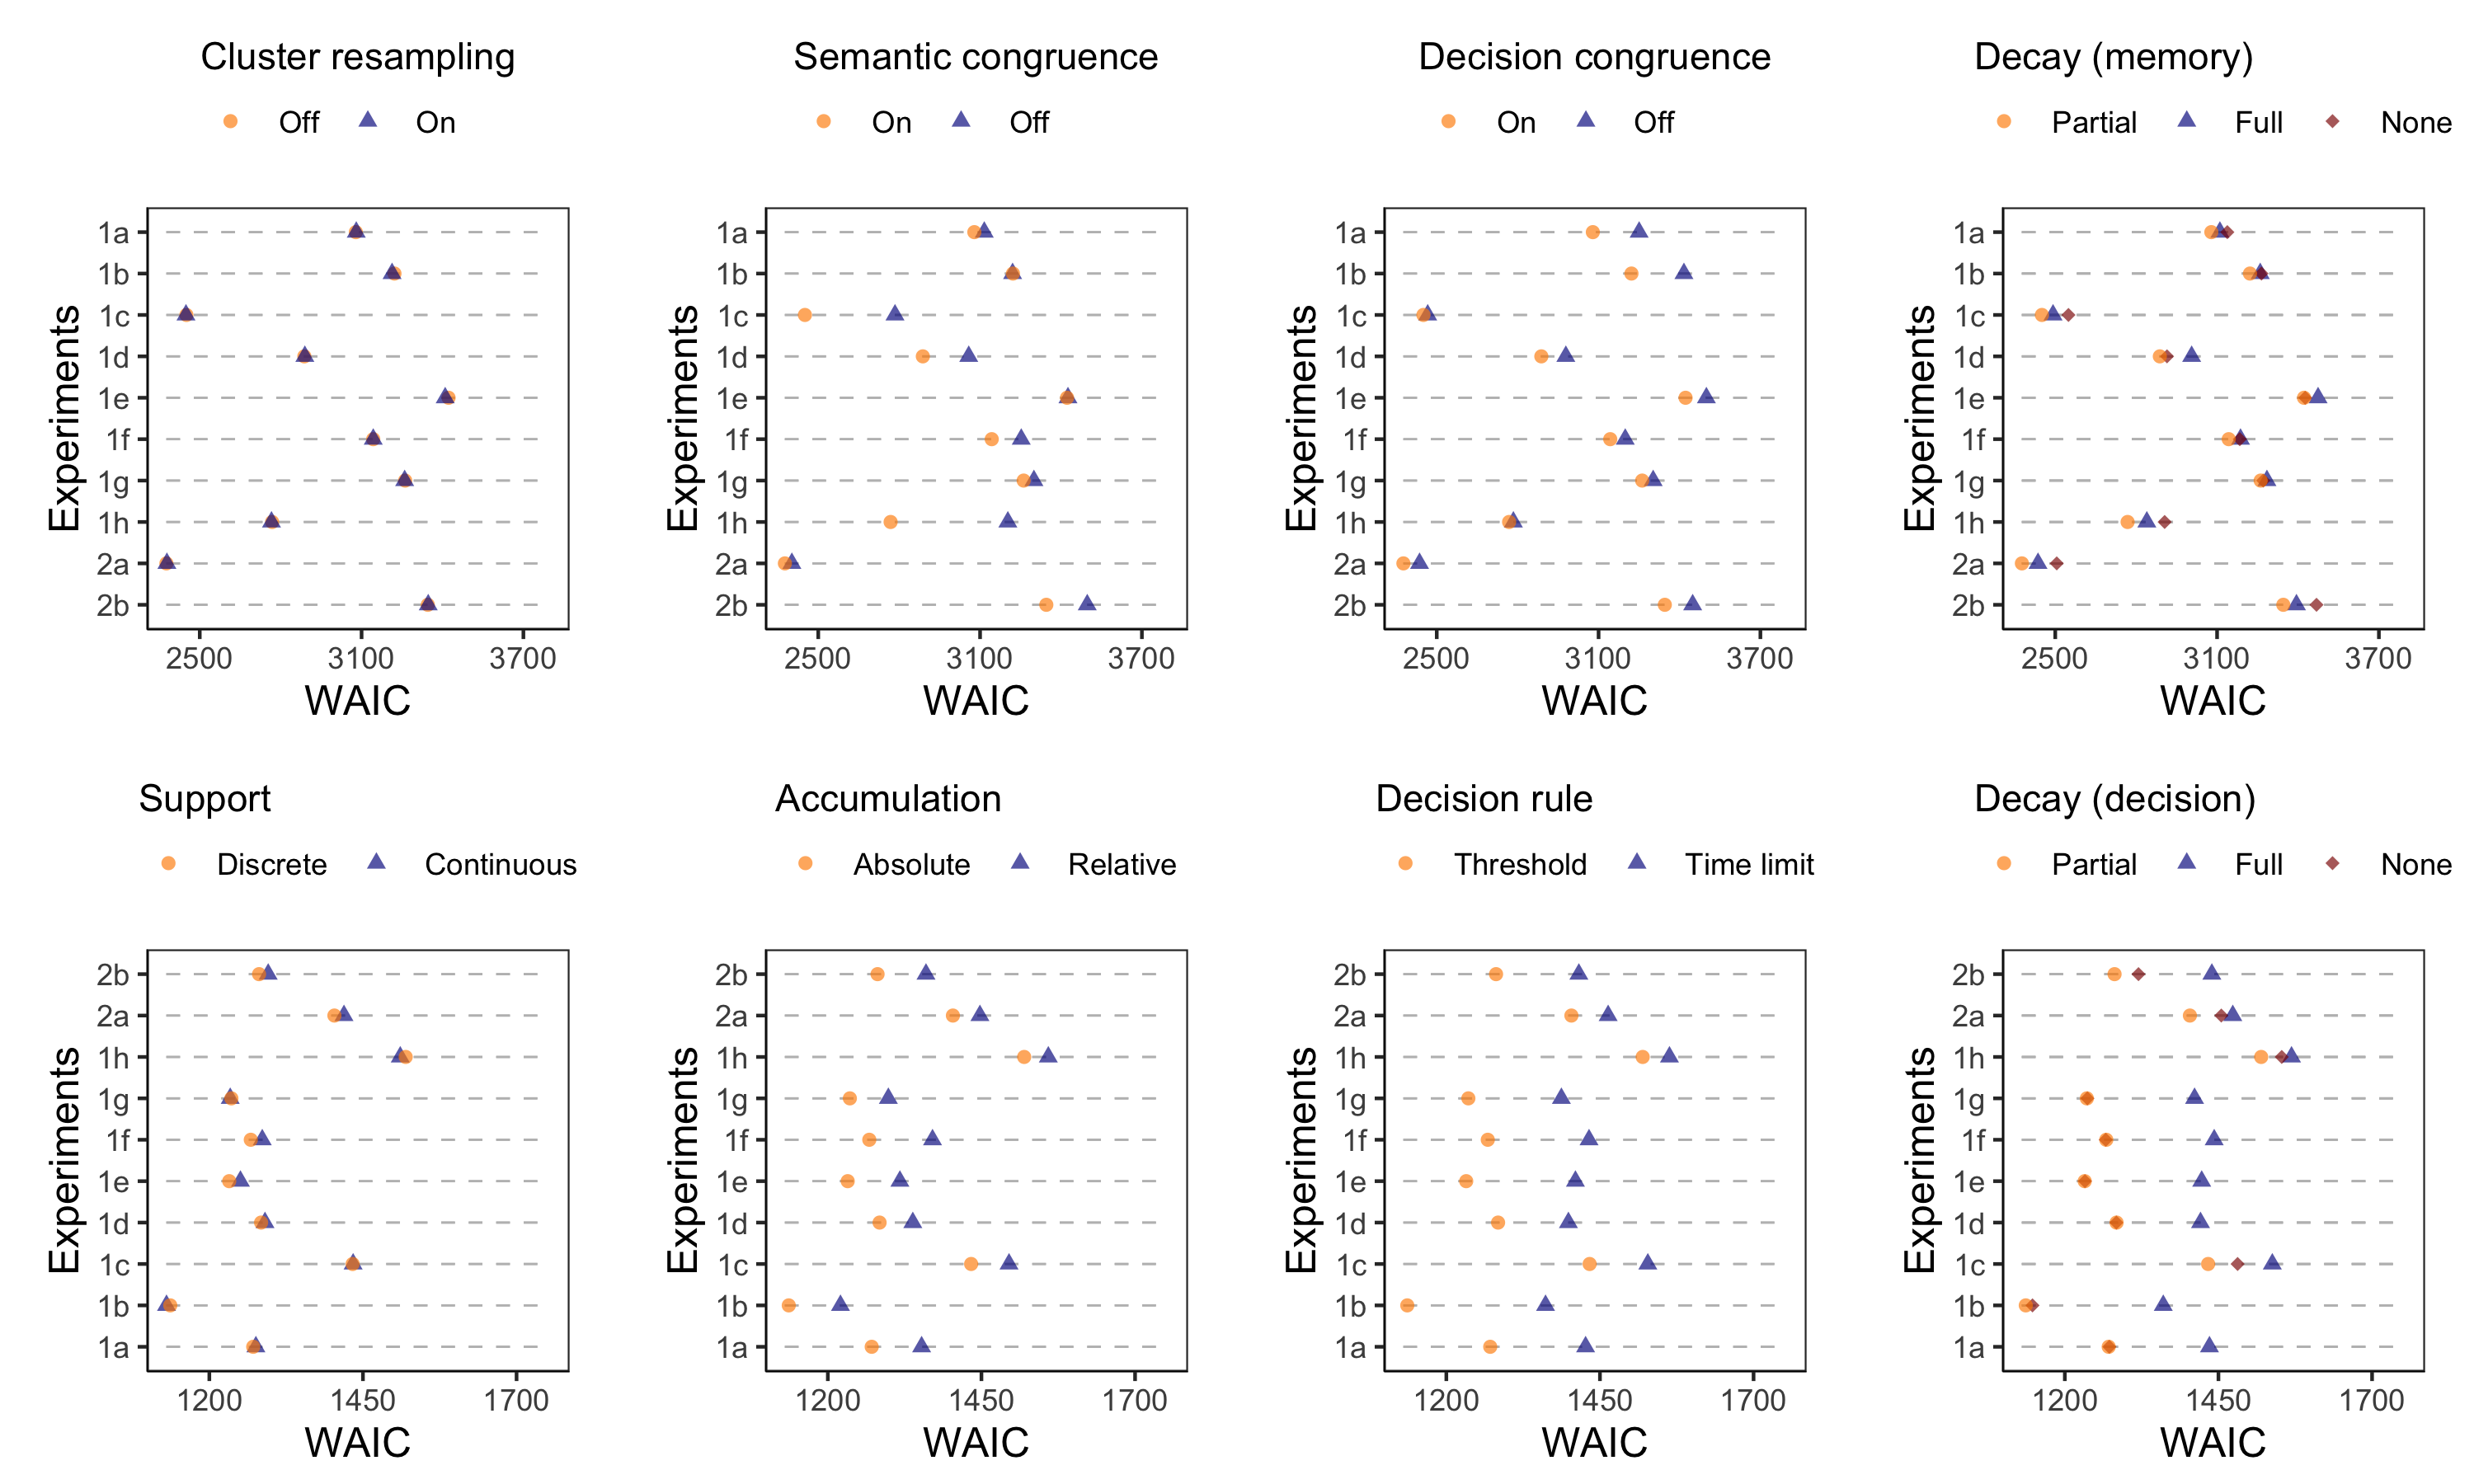 Cluster resampling
Off On
Experiments
1a
1b
1c
1d
1e
1f
1g
1h
2a
2b
2500 3100 3700
WAIC
Semantic congruence
On Off
Experiments
1a
1b
1c
1d
1e
1f
1g
1h
2a
2b
2500 3100 3700
WAIC
Decision congruence
On Off
Experiments
1a
1b
1c
1d
1e
1f
1g
1h
2a
2b
2500 3100 3700
WAIC
Decay (memory)
Partial Full None
Experiments
1a
1b
1c
1d
1e
1f
1g
1h
2a
2b
2500 3100 3700
WAIC
Support
Discrete Continuous
Experiments
2b
2a
1h
1g
1f
1e
1d
1c
1b
1a
1200 1450 1700
WAIC
Accumulation
Absolute Relative
Experiments
2b
2a
1h
1g
1f
1e
1d
1c
1b
1a
1200 1450 1700
WAIC
Decision rule
Threshold Time limit
Experiments
2b
2a
1h
1g
1f
1e
1d
1c
1b
1a
1200 1450 1700
WAIC
Decay (decision)
Partial Full None
Experiments
2b
2a
1h
1g
1f
1e
1d
1c
1b
1a
1200 1450 1700
WAIC